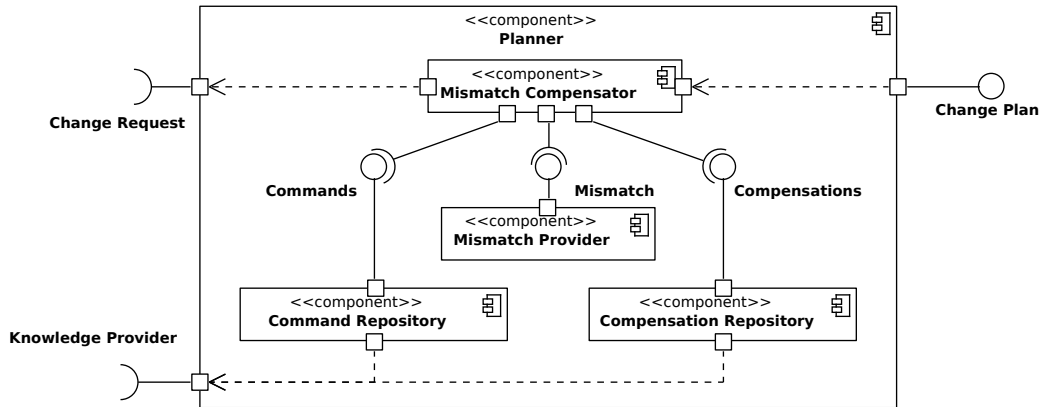 <<component>>
Planner
<<component>>
Mismatch Compensator
Change Request
Change Plan
Commands
Mismatch
Compensations
<<component>>
Mismatch Provider
<<component>>
Command Repository
<<component>>
Compensation Repository
Knowledge Provider